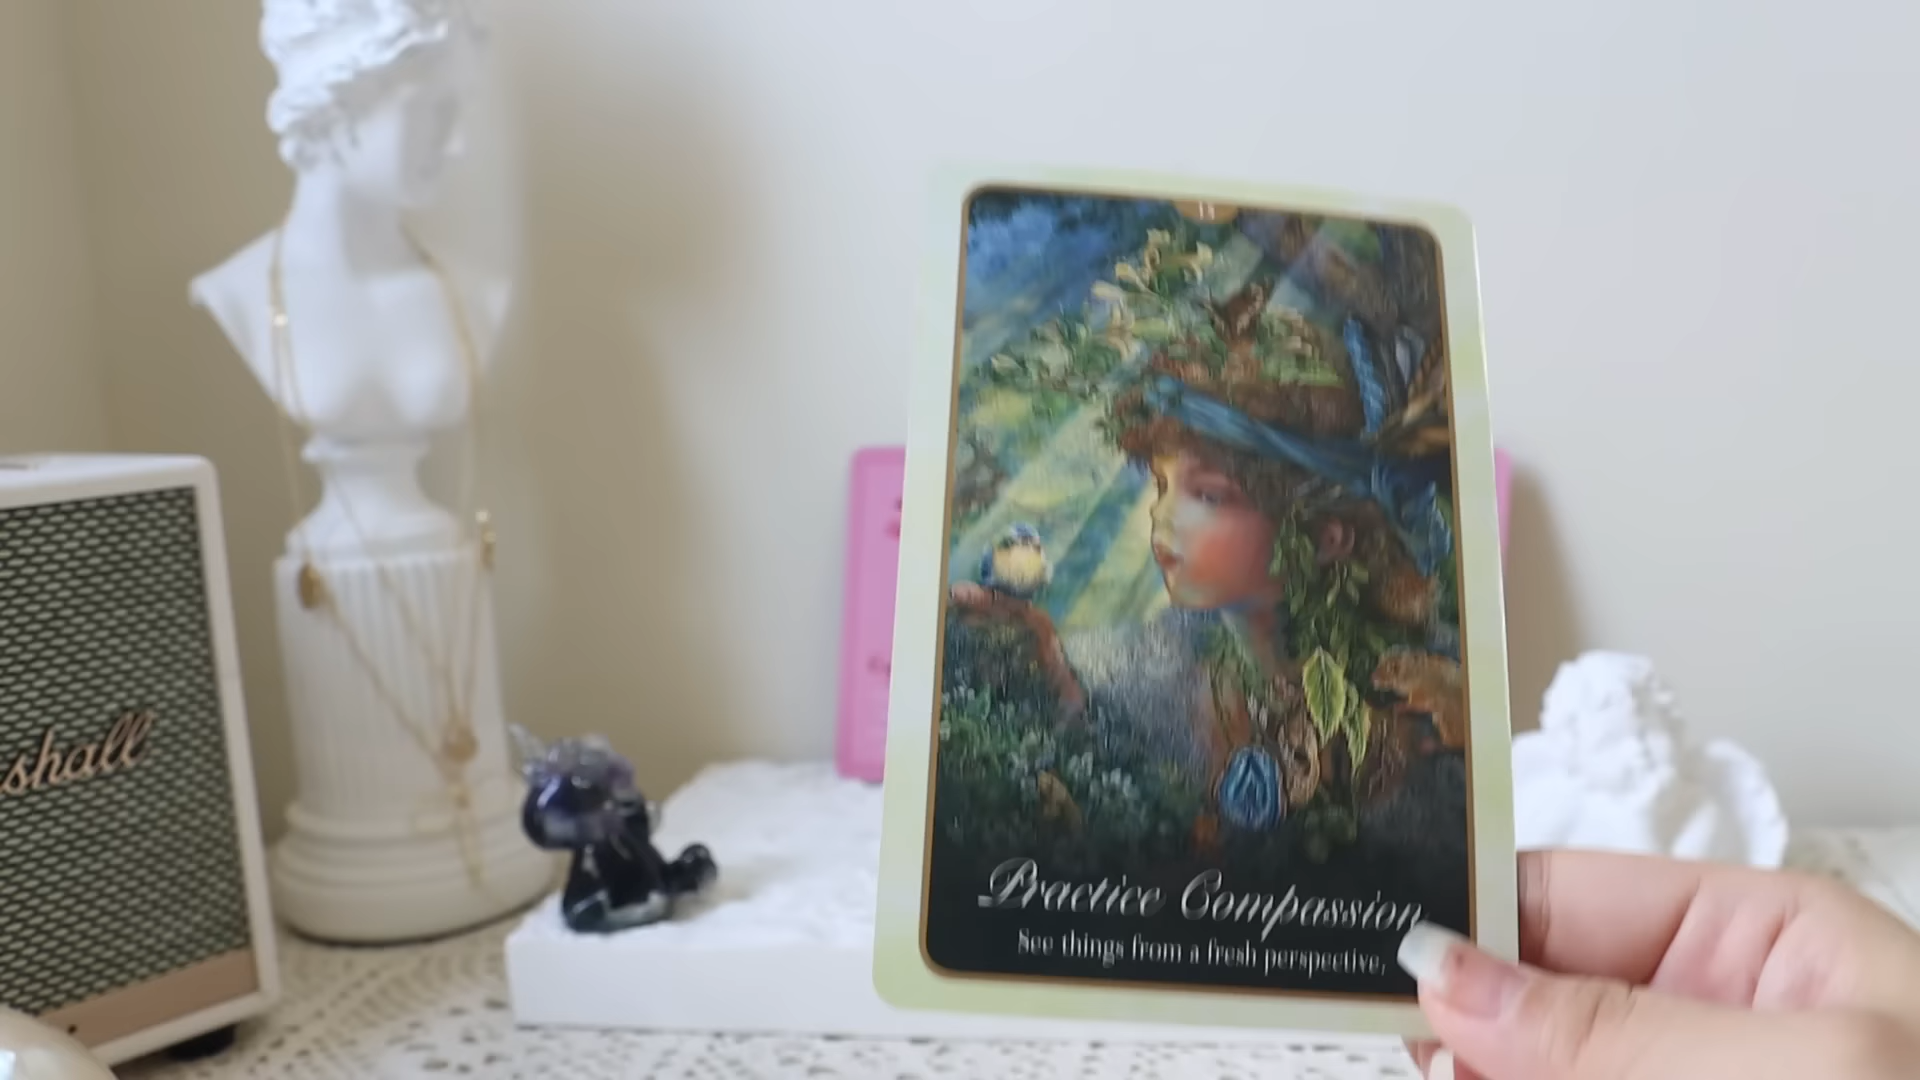 shall
Practice Compassion
See things from a fresh perspective.